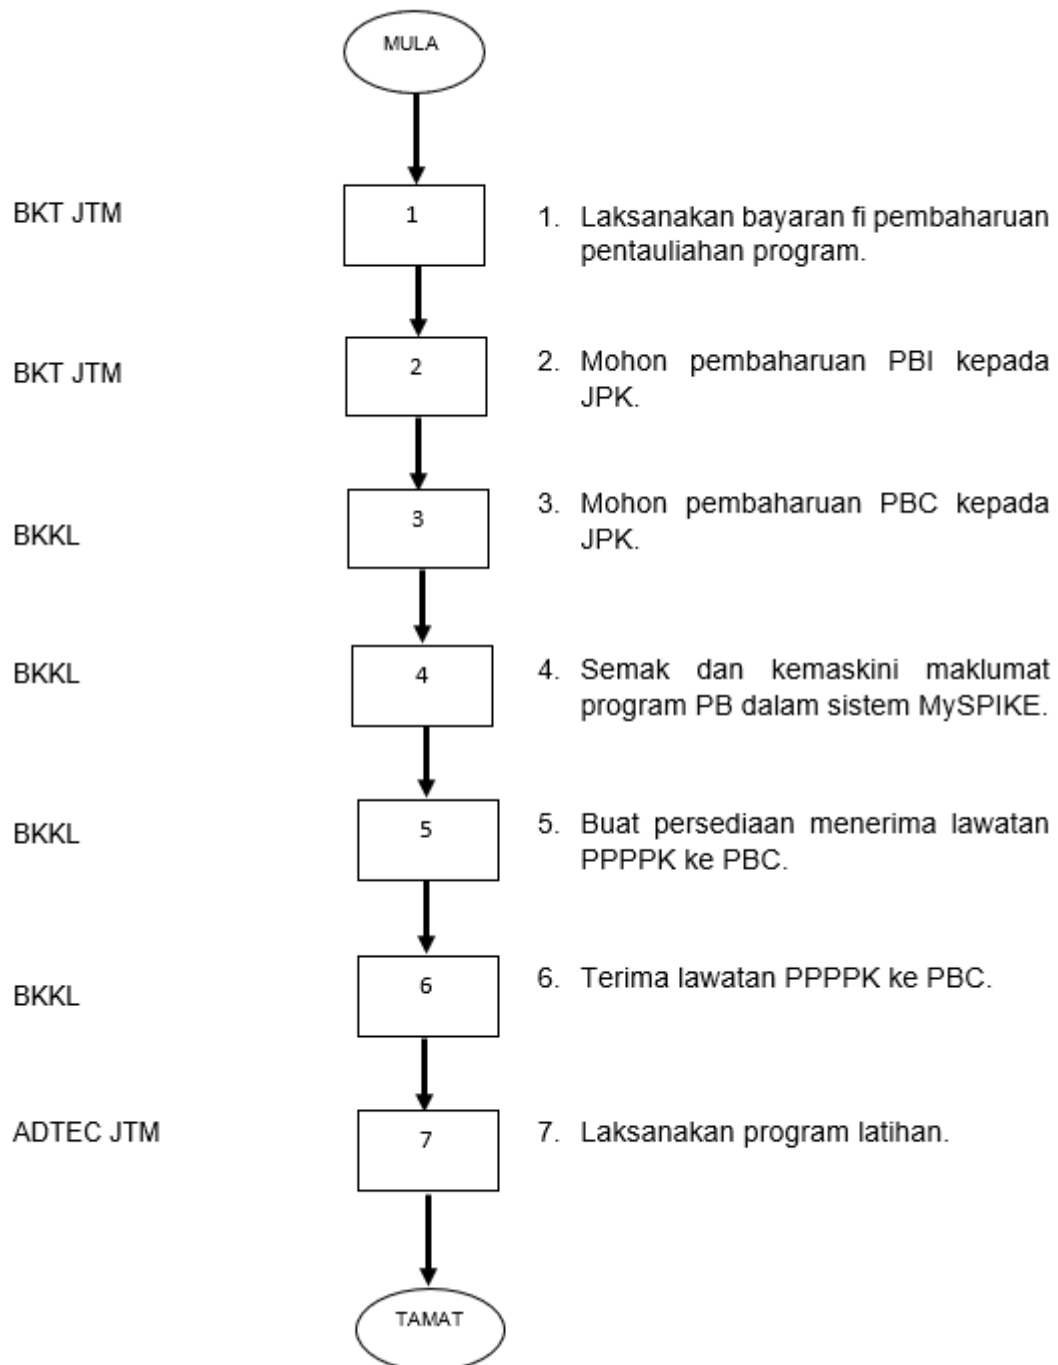 MULA
BKT JTM
1
1. Laksanakan bayaran fi pembaharuan
pentauliahan program.
BKT JTM
2
2. Mohon pembaharuan PBI kepada
JPK.
BKKL
3
3. Mohon pembaharuan PBC kepada
JPK.
BKKL
4
4. Semak dan kemaskini maklumat
program PB dalam sistem MySPIKE.
BKKL
5
5. Buat persediaan menerima lawatan
PPPPK ke PBC.
BKKL
6
6. Terima lawatan PPPPK ke PBC.
ADTEC JTM
7
7. Laksanakan program latihan.
TAMAT